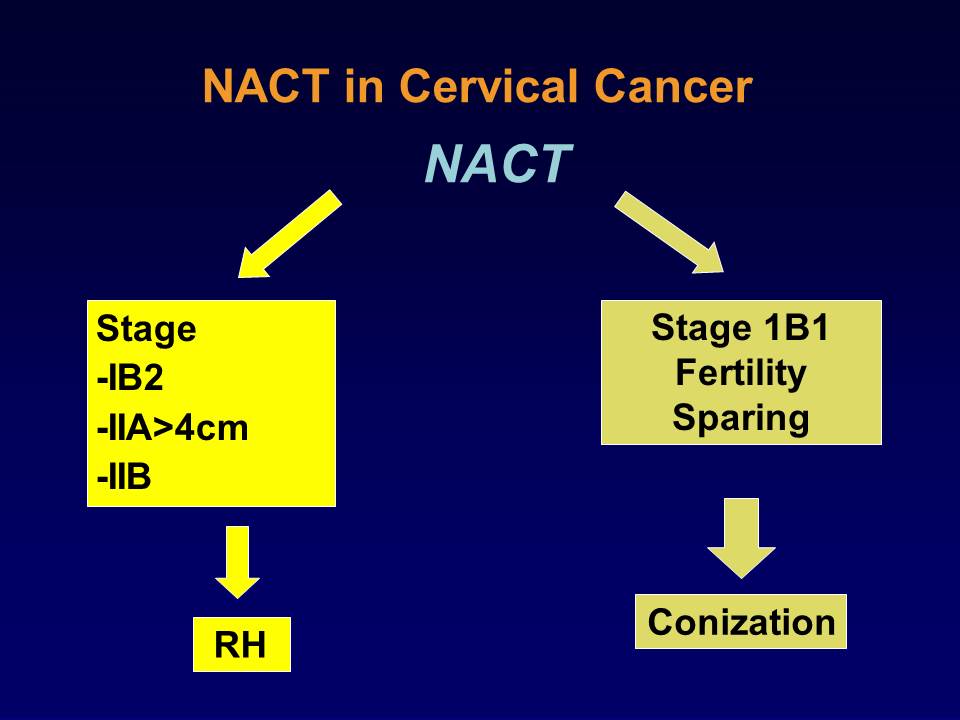 NACT in Cervical Cancer
NACT
Stage
-IB2
-IIA>4cm
-IIB
RH
Stage 1B1
Fertility
Sparing
Conization